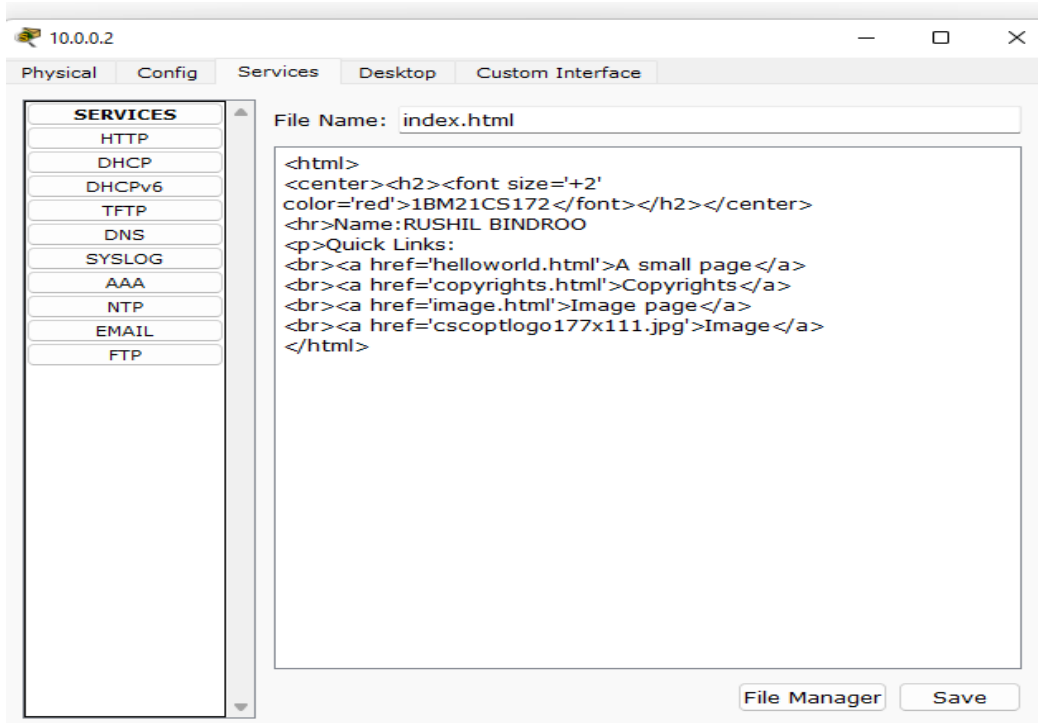 10.0.0.2
Physical Config Services Desktop Custom Interface
SERVICES
HTTP
DHCP
DHCPv6
TFTP
DNS
SYSLOG
AAA
NTP
EMAIL
FTP
File Name: index.html
<html>
<center><h2><font size='+2'
color='red'>1BM21CS172</font></h2></center>
<hr>Name:RUSHIL BINDROO
<p>Quick Links:
<br><a href='helloworld.html'>A small page</a>
<br><a href='copyrights.html'>Copyrights</a>
<br><a href='image.html'>Image page</a>
<br><a href='cscoptlogo177x111.jpg'>Image</a>
</html>
File Manager Save